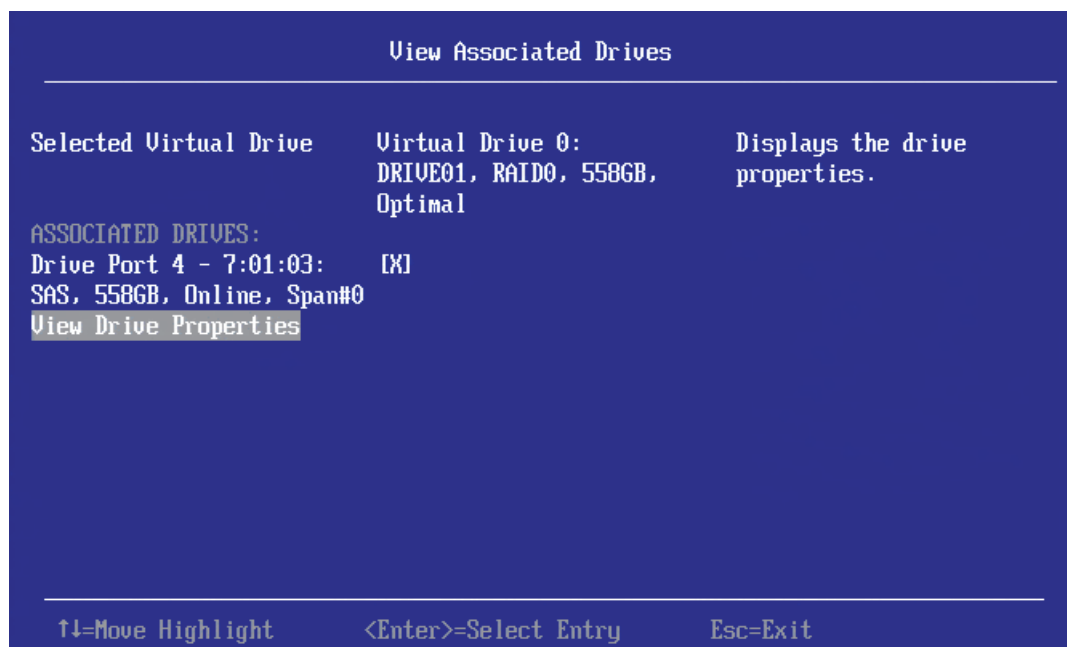 View Associated Drives
Selected Virtual Drive Virtual Drive 0: Displays the drive
DRIVE01, RAID0, 558GB, properties.
Optimal
ASSOCIATED DRIVES:
Drive Port 4 - 7:01:03: [X]
SAS, 558GB, Online, Span#0
View Drive Properties
↑↓=Move Highlight <Enter>=Select Entry Esc=Exit